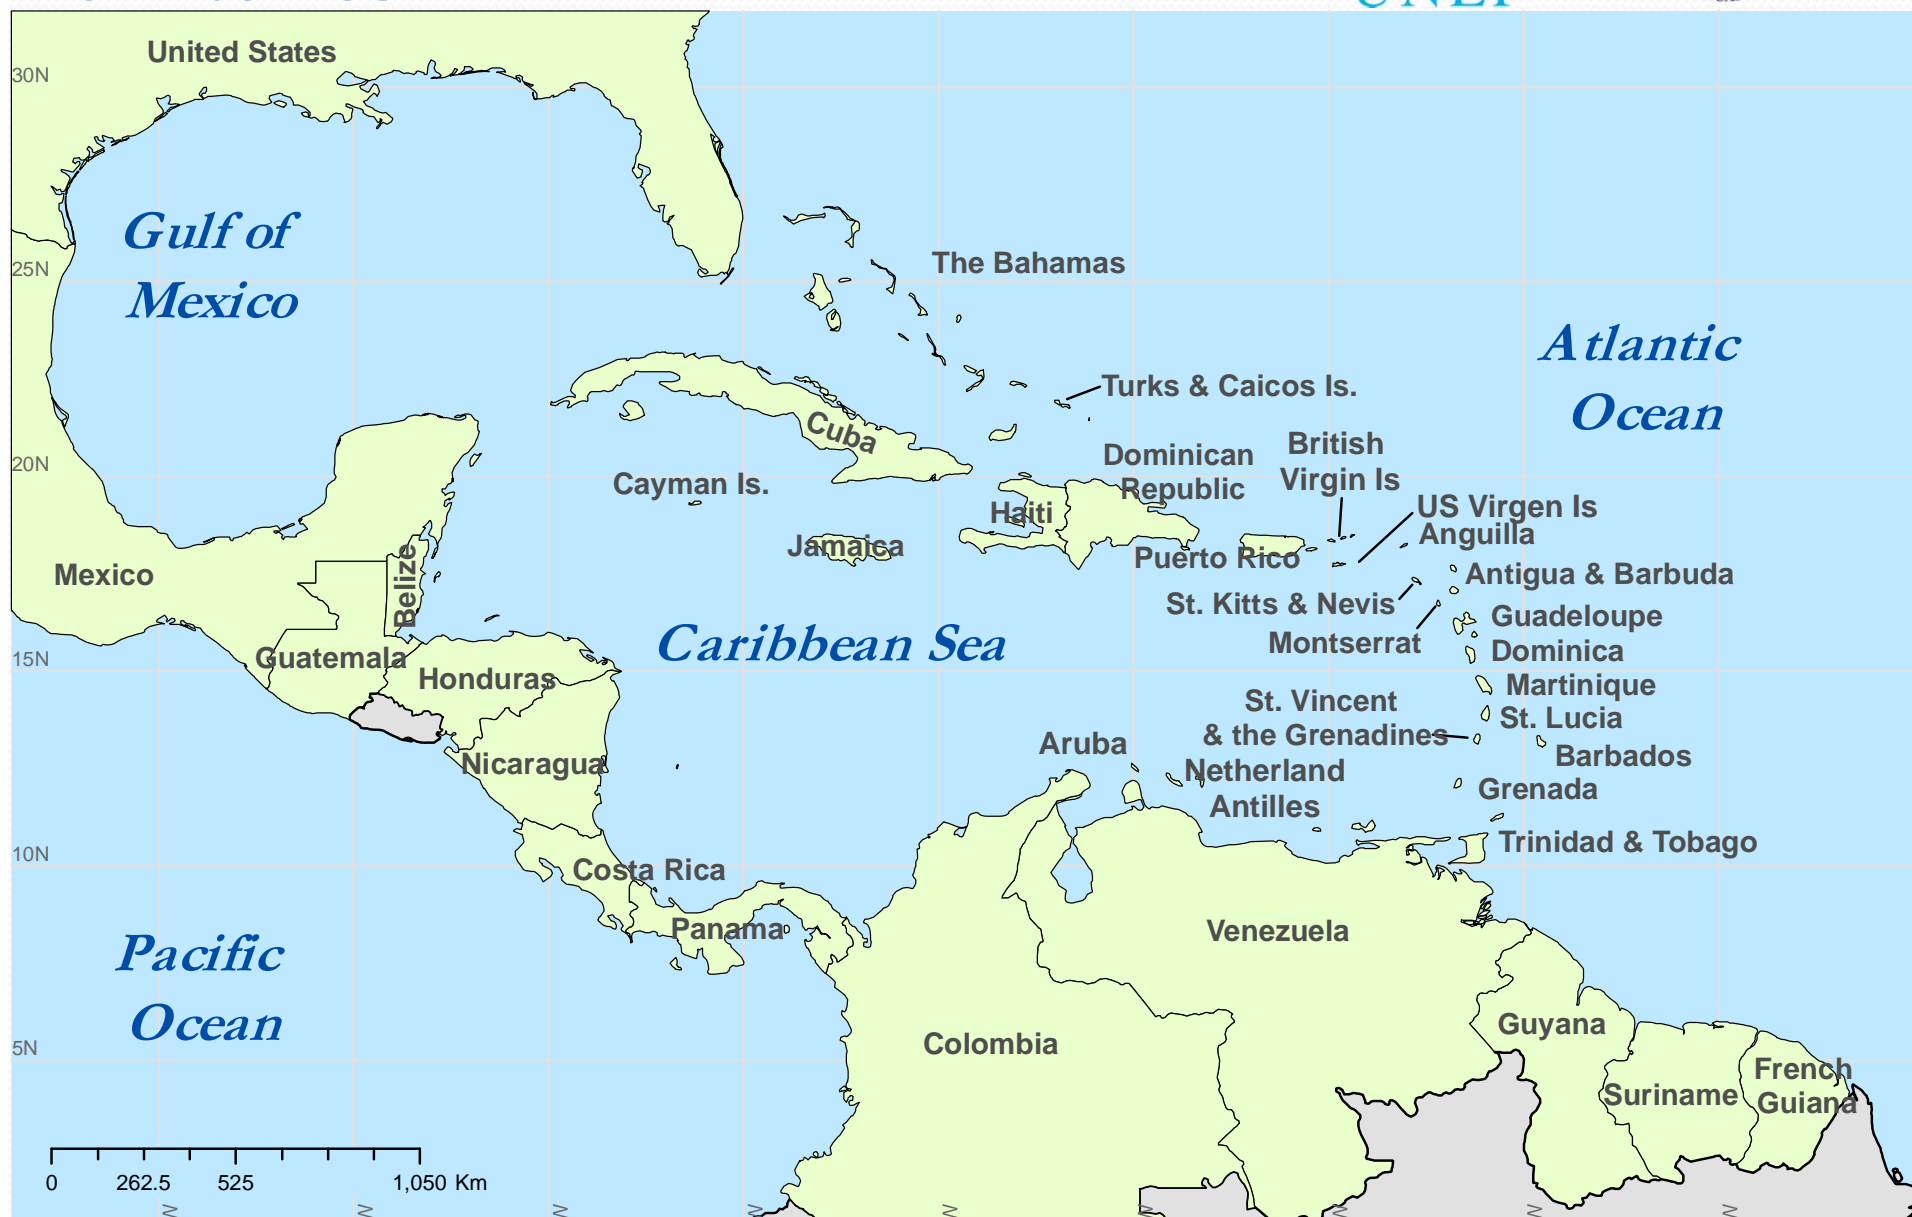 UNEP
United States
30N
Gulf of
Mexico
25N
The Bahamas
Atlantic
Ocean
Turks & Caicos Is.
Cuba
20N
Cayman Is.
Dominican
Republic
British
Virgin Is
US Virgen Is
Anguilla
Haiti
Jamaica
Puerto Rico
Mexico
Belize
Antigua & Barbuda
St. Kitts & Nevis
Guadeloupe
Montserrat
Caribbean Sea
15N
Guatemala
Honduras
Dominica
Martinique
St. Vincent
& the Grenadines
St. Lucia
Aruba
Barbados
Nicaragua
Netherland
Antilles
Grenada
10N
Trinidad & Tobago
Costa Rica
Panama
Venezuela
Pacific
Ocean
5N
Colombia
Guyana
Suriname
French
Guiana
0 262.5 525 1,050 Km
W W W W W W W W W